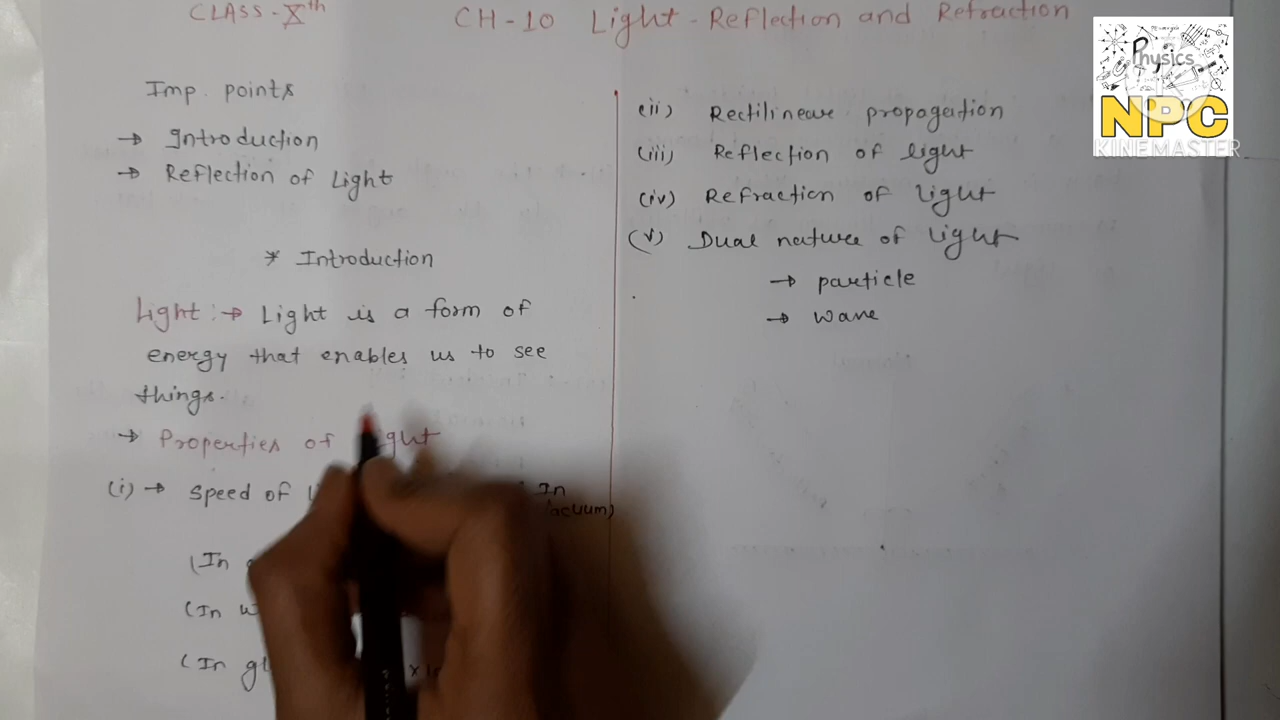 CLASS-Xth CH-10 Light-Reflection and Refraction
Imp. points
→ Introduction
→ Reflection of Light
* Introduction
Light:→ Light is a form of
energy that enables us to see
things.
→ Properties of
(i) → Speed of In
(In
(In
(In
(ii) Rectilinear propogation
(iii) Reflection of light
(iv) Refraction of light
(v) Dual nature of light
→ particle
→ wave
Physics
NPC
KINEMASTER